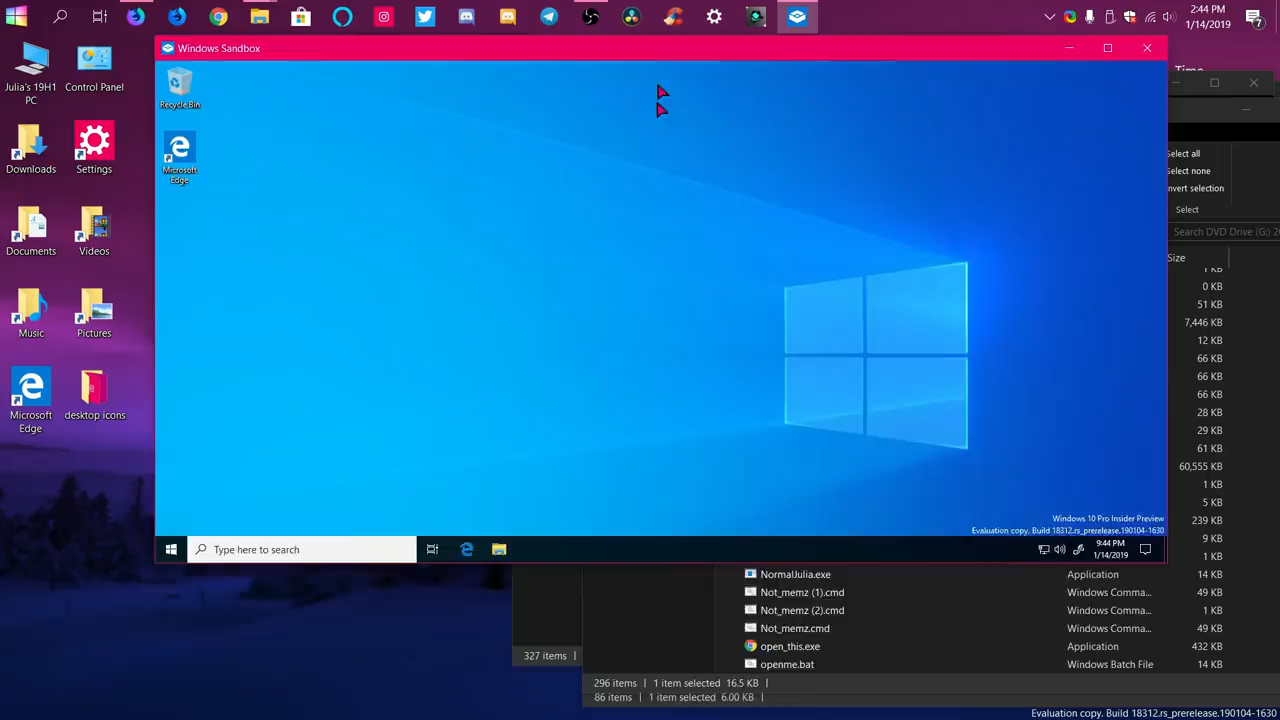 2:44 PM
1/14/2019
7
Windows Sandbox
Time
Julia's 19H1
PC
Control Panel
Downloads
Settings
Documents
Videos
Music
Pictures
Microsoft
Edge
desktop icons
Recycle Bin
Microsoft
Edge
Windows 10 Pro Insider Preview
Evaluation copy. Build 18312.rs_prerelease.190104-1630
Type here to search
9:44 PM
1/14/2019
Select all
Select none
nvert selection
Select
Search DVD Drive (G:) 20
Size
1 KB
0 KB
51 KB
7,446 KB
12 KB
66 KB
66 KB
66 KB
28 KB
29 KB
61 KB
60,555 KB
1 KB
5 KB
239 KB
9 KB
1 KB
NormalJulia.exe Application 14 KB
Not_memz (1).cmd Windows Comma... 49 KB
Not_memz (2).cmd Windows Comma... 1 KB
Not_memz.cmd Windows Comma... 49 KB
open_this.exe Application 432 KB
openme.bat Windows Batch File 14 KB
327 items
296 items 1 item selected 16.5 KB
86 items 1 item selected 6.00 KB
Evaluation copy. Build 18312.rs_prerelease.190104-1630